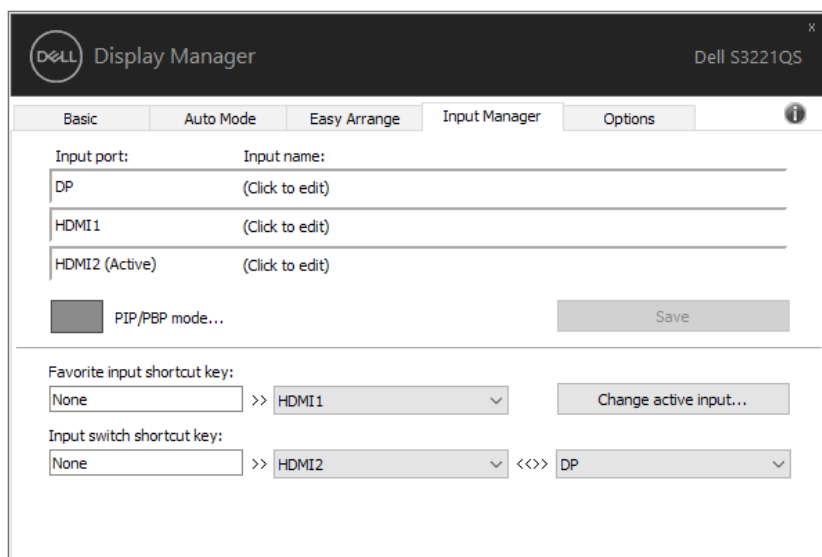 x
DELL Display Manager Dell S3221QS
Basic Auto Mode Easy Arrange Input Manager Options i
Input port: Input name:
DP (Click to edit)
HDMI1 (Click to edit)
HDMI2 (Active) (Click to edit)
PIP/PBP mode... Save
Favorite input shortcut key:
None >> HDMI1 Change active input...
Input switch shortcut key:
None >> HDMI2 <<>> DP